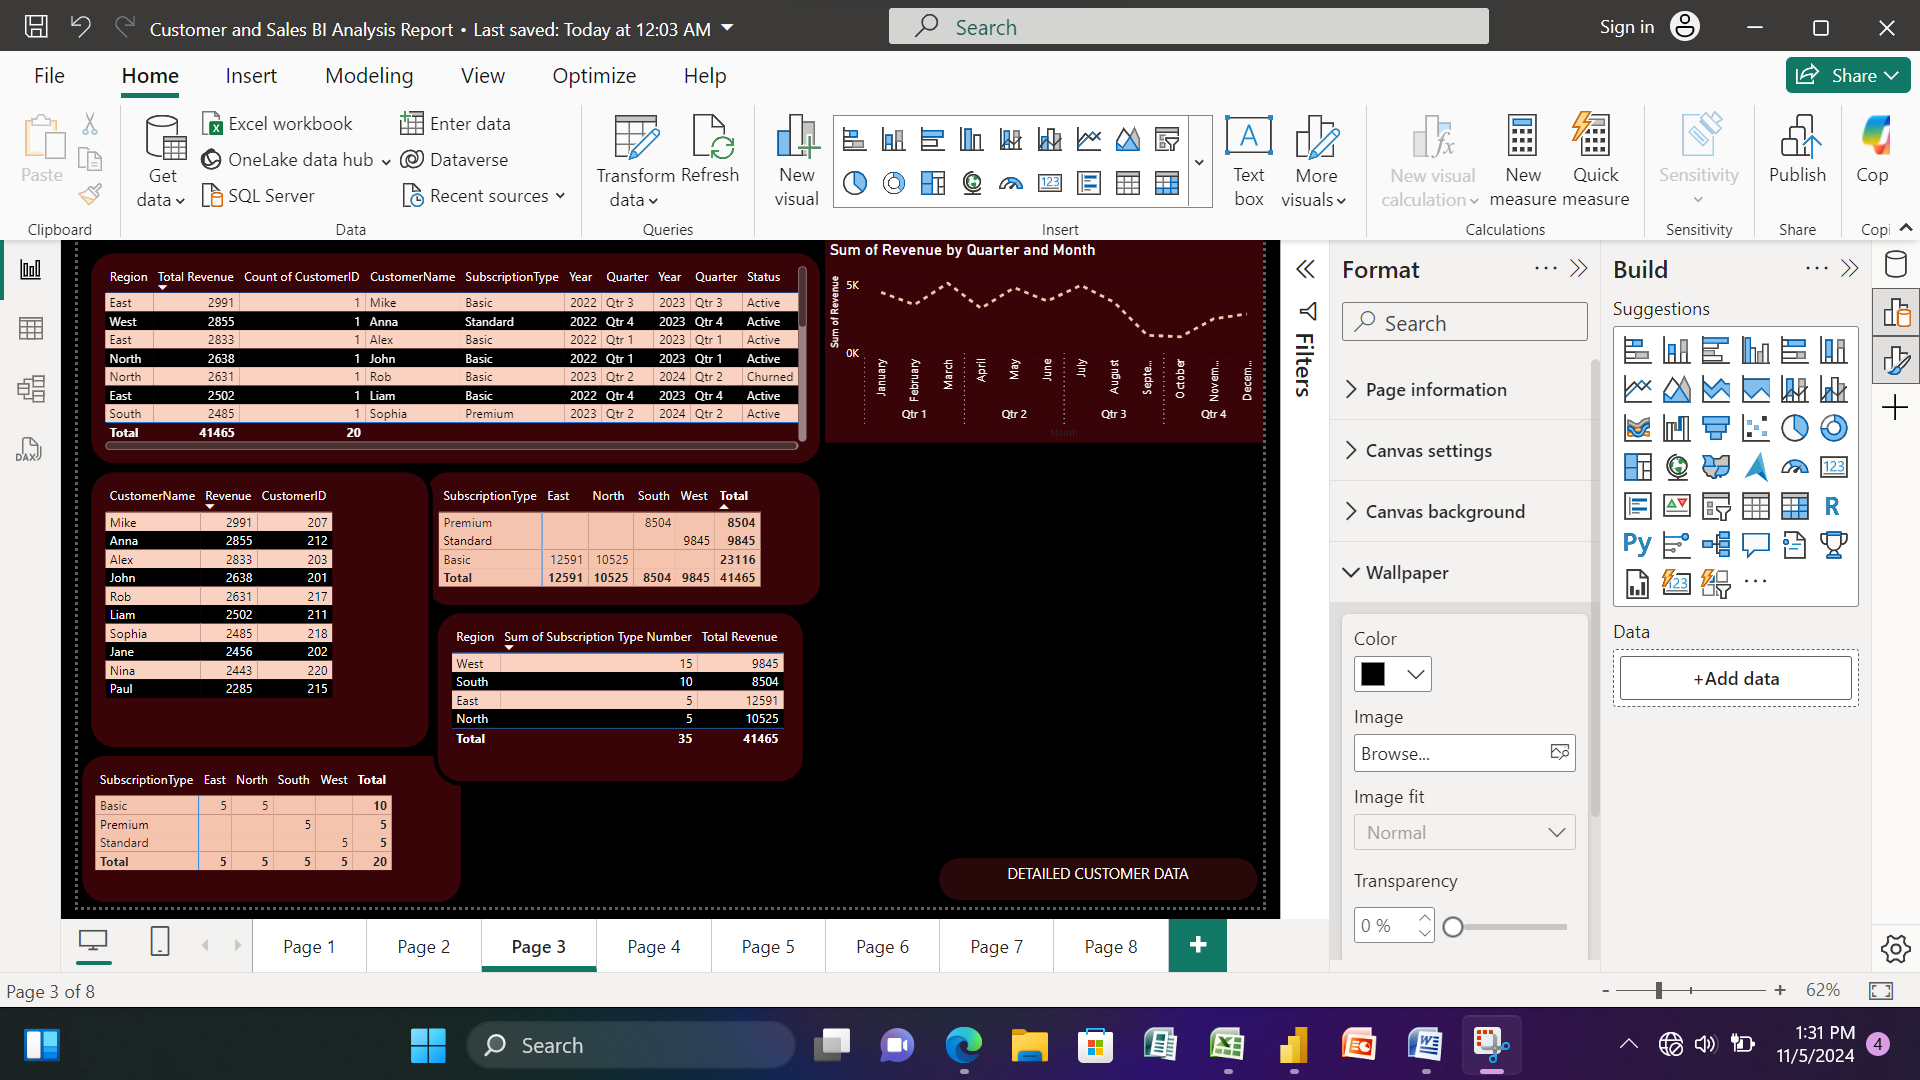 Customer and Sales BI Analysis Report • Last saved: Today at 12:03 AM
Search
Sign in
File Home Insert Modeling View Optimize Help
Share
Paste
Get data
Excel workbook
OneLake data hub
SQL Server
Enter data
Dataverse
Recent sources
Transform data
Refresh
New visual
123
A
Text box
More visuals
New visual calculation
New measure
Quick measure
Sensitivity
Publish
Cop
Clipboard Data Queries Insert Calculations Sensitivity Share Copi
DAX
Region Total Revenue Count of CustomerID CustomerName SubscriptionType Year Quarter Year Quarter Status
East 2991 1 Mike Basic 2022 Qtr 3 2023 Qtr 3 Active
West 2855 1 Anna Standard 2022 Qtr 4 2023 Qtr 4 Active
East 2833 1 Alex Basic 2022 Qtr 1 2023 Qtr 1 Active
North 2638 1 John Basic 2022 Qtr 1 2023 Qtr 1 Active
North 2631 1 Rob Basic 2023 Qtr 2 2024 Qtr 2 Churned
East 2502 1 Liam Basic 2022 Qtr 4 2023 Qtr 4 Active
South 2485 1 Sophia Premium 2023 Qtr 2 2024 Qtr 2 Active
Total 41465 20
Sum of Revenue by Quarter and Month
Sum of Revenue
5K
0K
January February March April May June July August Septe... October Novem... Decem...
Qtr 1 Qtr 2 Qtr 3 Qtr 4
Month
CustomerName Revenue CustomerID
Mike 2991 207
Anna 2855 212
Alex 2833 203
John 2638 201
Rob 2631 217
Liam 2502 211
Sophia 2485 218
Jane 2456 202
Nina 2443 220
Paul 2285 215
SubscriptionType East North South West Total
Premium 8504 8504
Standard 9845 9845
Basic 12591 10525 23116
Total 12591 10525 8504 9845 41465
Region Sum of Subscription Type Number Total Revenue
West 15 9845
South 10 8504
East 5 12591
North 5 10525
Total 35 41465
SubscriptionType East North South West Total
Basic 5 5 10
Premium 5 5
Standard 5 5
Total 5 5 5 5 20
DETAILED CUSTOMER DATA
Filters
Format
Search
Page information
Canvas settings
Canvas background
Wallpaper
Color
Image
Browse...
Image fit
Normal
Transparency
0 %
Build
Suggestions
123
R
Py
123
Data
+Add data
Page 1 Page 2 Page 3 Page 4 Page 5 Page 6 Page 7 Page 8 +
Page 3 of 8
- + 62%
Search
1:31 PM
11/5/2024
4